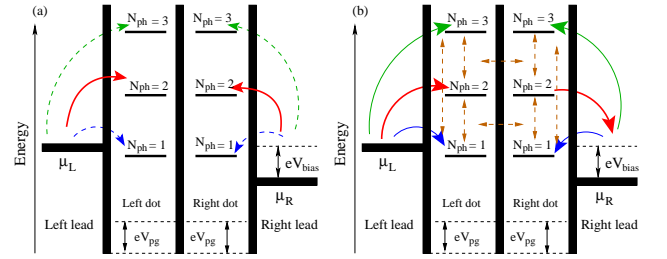 (a)
N_ph = 3
N_ph = 3
N_ph = 2
N_ph = 2
N_ph = 1
N_ph = 1
Energy
μ_L
eV_bias
μ_R
Left dot
Right dot
Left lead
Right lead
eV_pg
eV_pg
(b)
N_ph = 3
N_ph = 3
N_ph = 2
N_ph = 2
N_ph = 1
N_ph = 1
Energy
μ_L
eV_bias
μ_R
Left dot
Right dot
Left lead
Right lead
eV_pg
eV_pg